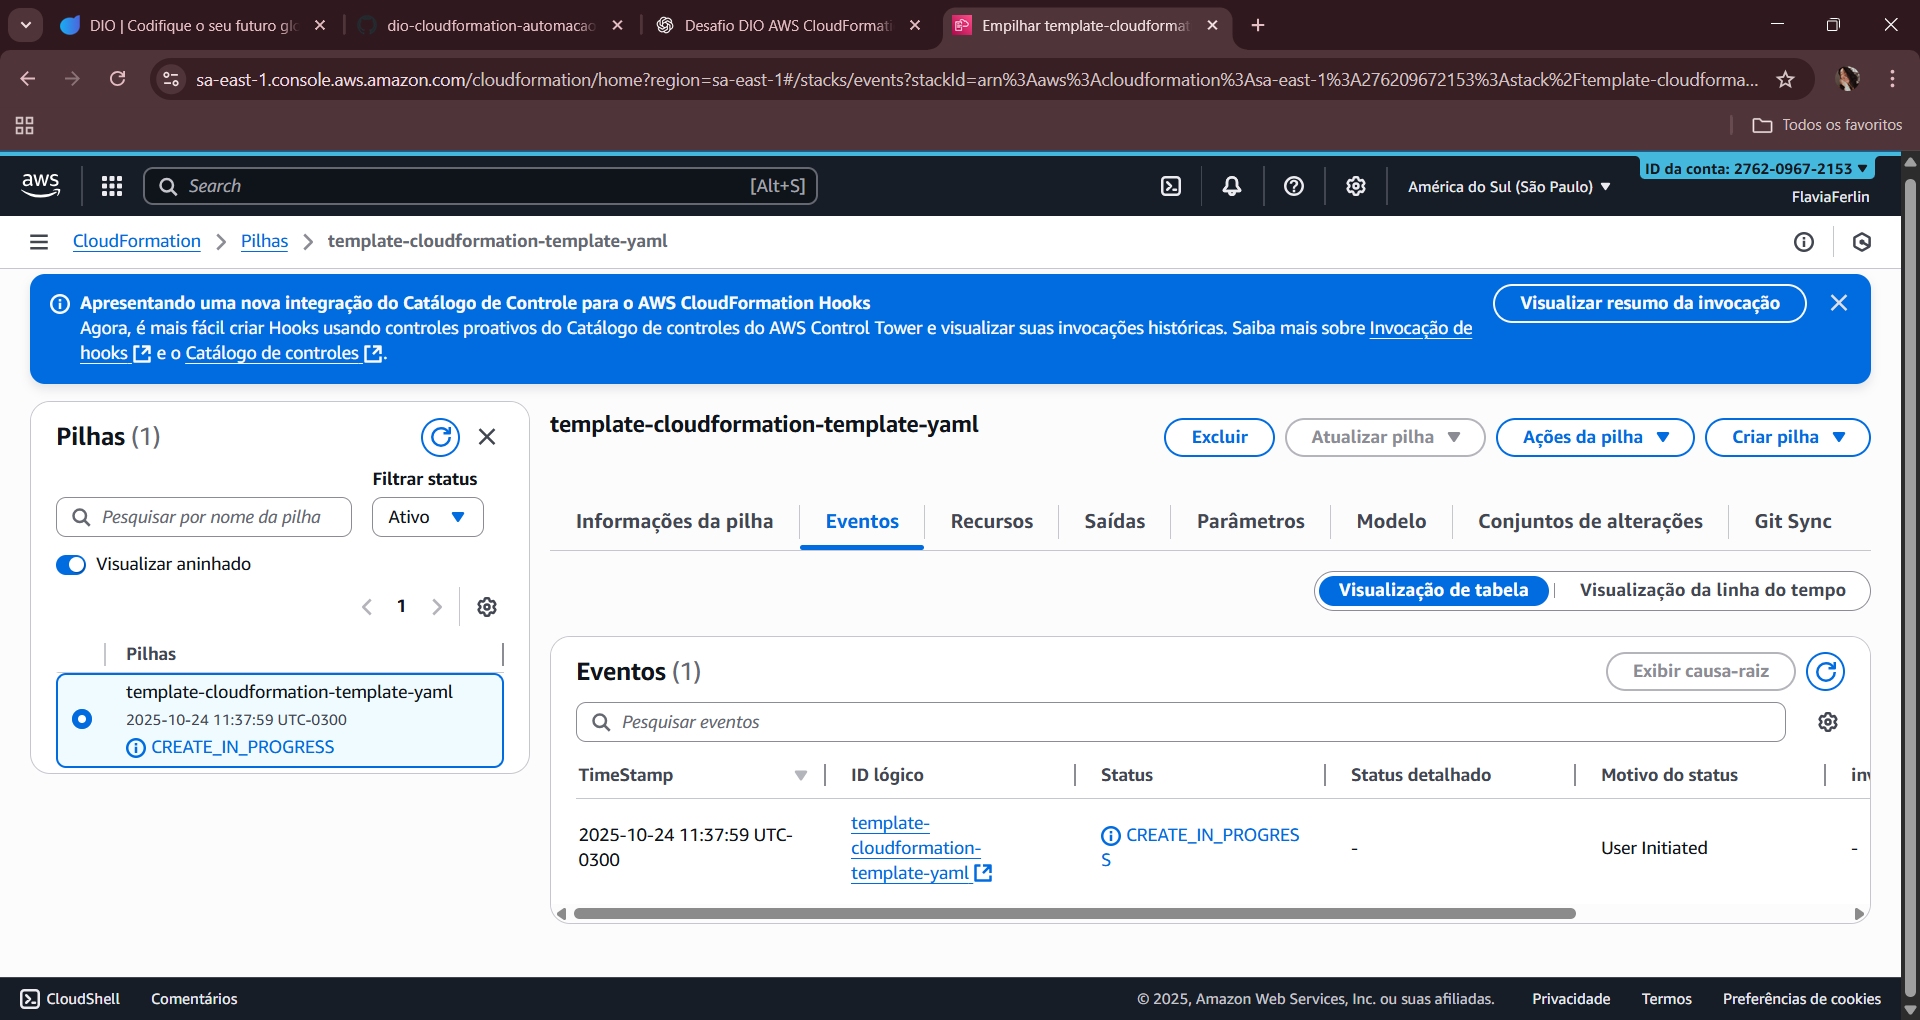 DIO | Codifique o seu futuro glo
dio-cloudformation-automacao
Desafio DIO AWS CloudFormati
Empilhar template-cloudformat
sa-east-1.console.aws.amazon.com/cloudformation/home?region=sa-east-1#/stacks/events?stackId=arn%3Aaws%3Acloudformation%3Asa-east-1%3A276209672153%3Astack%2Ftemplate-cloudforma...
Todos os favoritos
aws
Search
[Alt+S]
América do Sul (São Paulo)
ID da conta: 2762-0967-2153
FlaviaFerlin
CloudFormation
Pilhas
template-cloudformation-template-yaml
Apresentando uma nova integração do Catálogo de Controle para o AWS CloudFormation Hooks
Agora, é mais fácil criar Hooks usando controles proativos do Catálogo de controles do AWS Control Tower e visualizar suas invocações históricas. Saiba mais sobre Invocação de
hooks e o Catálogo de controles .
Visualizar resumo da invocação
Pilhas (1)
Filtrar status
Pesquisar por nome da pilha
Ativo
Visualizar aninhado
1
Pilhas
template-cloudformation-template-yaml
2025-10-24 11:37:59 UTC-0300
CREATE_IN_PROGRESS
template-cloudformation-template-yaml
Excluir
Atualizar pilha
Ações da pilha
Criar pilha
Informações da pilha
Eventos
Recursos
Saídas
Parâmetros
Modelo
Conjuntos de alterações
Git Sync
Visualização de tabela
Visualização da linha do tempo
Eventos (1)
Exibir causa-raiz
Pesquisar eventos
TimeStamp
ID lógico
Status
Status detalhado
Motivo do status
inv
2025-10-24 11:37:59 UTC-
0300
template-
cloudformation-
template-yaml
CREATE_IN_PROGRES
S
-
User Initiated
-
CloudShell
Comentários
© 2025, Amazon Web Services, Inc. ou suas afiliadas.
Privacidade
Termos
Preferências de cookies